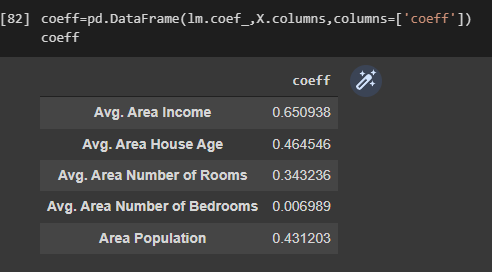 [82] coeff=pd.DataFrame(lm.coef_,X.columns,columns=['coeff'])
coeff
coeff
Avg. Area Income 0.650938
Avg. Area House Age 0.464546
Avg. Area Number of Rooms 0.343236
Avg. Area Number of Bedrooms 0.006989
Area Population 0.431203